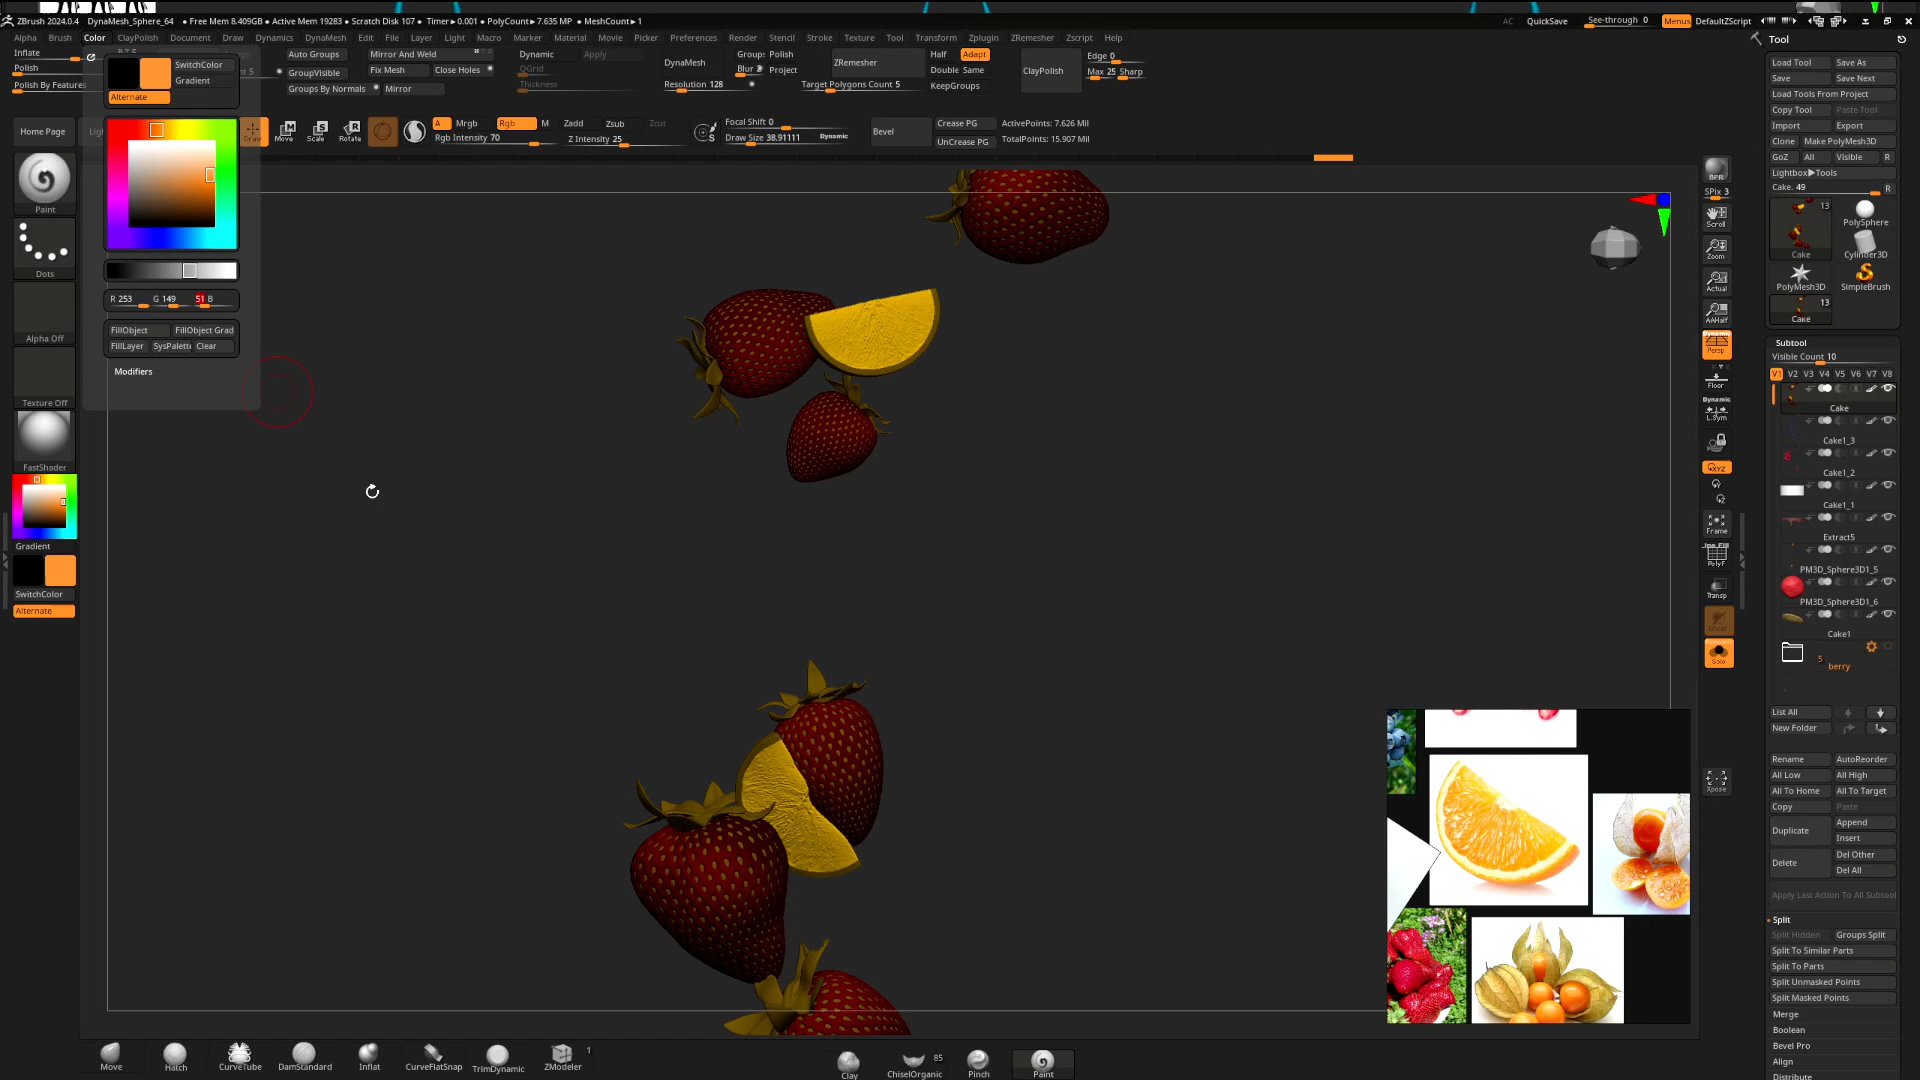 ZBrush 2024.0.4 DynaMesh_Sphere_64 • Free Mem 8.409GB • Active Mem 19283 • Scratch Disk 107 • Timer▸0.001 • PolyCount▸7.635 MP • MeshCount▸1
AC QuickSave See-through 0 Menus DefaultZScript
Alpha Brush Color ClayPolish Document Draw Dynamics DynaMesh Edit File Layer Light Macro Marker Material Movie Picker Preferences Render Stencil Stroke Texture Tool Transform Zplugin ZRemesher Zscript Help
Inflate
Polish
Polish By Features
SwitchColor
Gradient
Alternate
Auto Groups
GroupVisible
Groups By Normals
Mirror And Weld
Fix Mesh Close Holes
Mirror
Dynamic Apply
QGrid
Thickness
DynaMesh
Resolution 128
Groups Polish
Blur 2 Project
ZRemesher
Target Polygons Count 5
Half Adapt
Double Same
KeepGroups
ClayPolish
Edge 0
Max 25 Sharp
Home Page
Draw Move Scale Rotate
A Mrgb Rgb M Zadd Zsub Zcut
Rgb Intensity 70 Z Intensity 25
Focal Shift 0
Draw Size 38.91111 Dynamic
Bevel
Crease PG
UnCrease PG
ActivePoints: 7.626 Mil
TotalPoints: 15.907 Mil
Paint
Dots
Alpha Off
Texture Off
FastShader
Gradient
SwitchColor
Alternate
R 253 G 149 51 B
FillObject FillObject Grad
FillLayer SysPalette Clear
Modifiers
BPR
SPix 3
Scroll
Zoom
Actual
AAHalf
Dynamic
Persp
Floor
Dynamic
L.Sym
XYZ
Frame
Line Fill
PolyF
Transp
Ghost
Solo
Xpose
Tool
Load Tool Save As
Save Save Next
Load Tools From Project
Copy Tool Paste Tool
Import Export
Clone Make PolyMesh3D
GoZ All Visible R
Lightbox▸Tools
Cake. 49 R
13
Cake
PolySphere
Cylinder3D
PolyMesh3D
SimpleBrush
13
Cake
Subtool
Visible Count 10
V1 V2 V3 V4 V5 V6 V7 V8
Cake
Cake1_3
Cake1_2
Cake1_1
Extract5
PM3D_Sphere3D1_5
PM3D_Sphere3D1_6
Cake1
5
berry
List All
New Folder
Rename AutoReorder
All Low All High
All To Home All To Target
Copy Paste
Duplicate
Append
Insert
Delete
Del Other
Del All
Apply Last Action To All Subtool
Split
Split Hidden Groups Split
Split To Similar Parts
Split To Parts
Split Unmasked Points
Split Masked Points
Merge
Boolean
Bevel Pro
Align
Distribute
Move
Hatch
CurveTube
DamStandard
Inflat
CurveFlatSnap
TrimDynamic
ZModeler
1
Clay
ChiselOrganic
85
Pinch
Paint